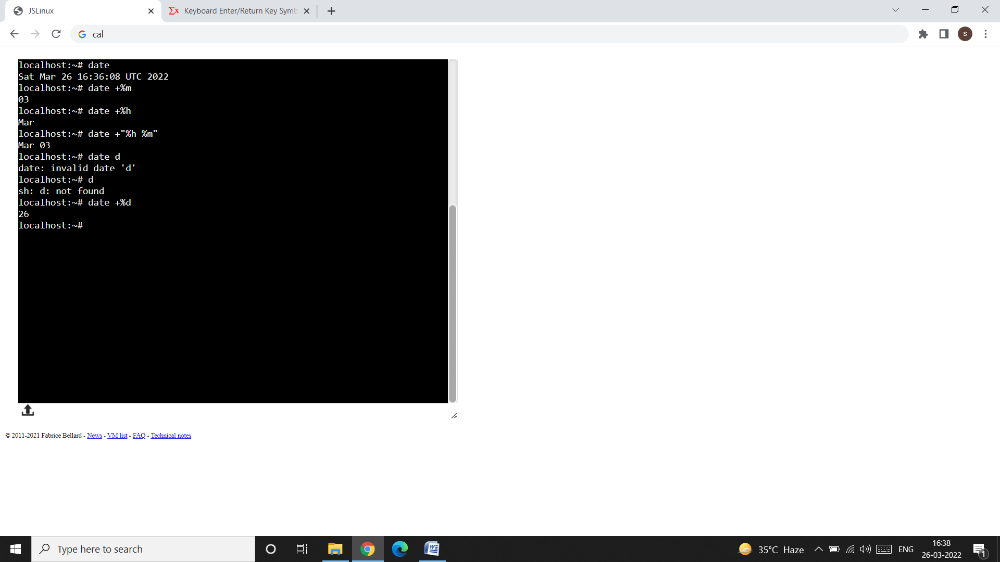 JSLinux
Keyboard Enter/Return Key Symb
cal
S
localhost:~# date
Sat Mar 26 16:36:08 UTC 2022
localhost:~# date +%m
03
localhost:~# date +%h
Mar
localhost:~# date +"%h %m"
Mar 03
localhost:~# date d
date: invalid date 'd'
localhost:~# d
sh: d: not found
localhost:~# date +%d
26
localhost:~#
© 2011-2021 Fabrice Bellard - News - VM list - FAQ - Technical notes
Type here to search
35°C Haze
ENG
16:38
26-03-2022
1